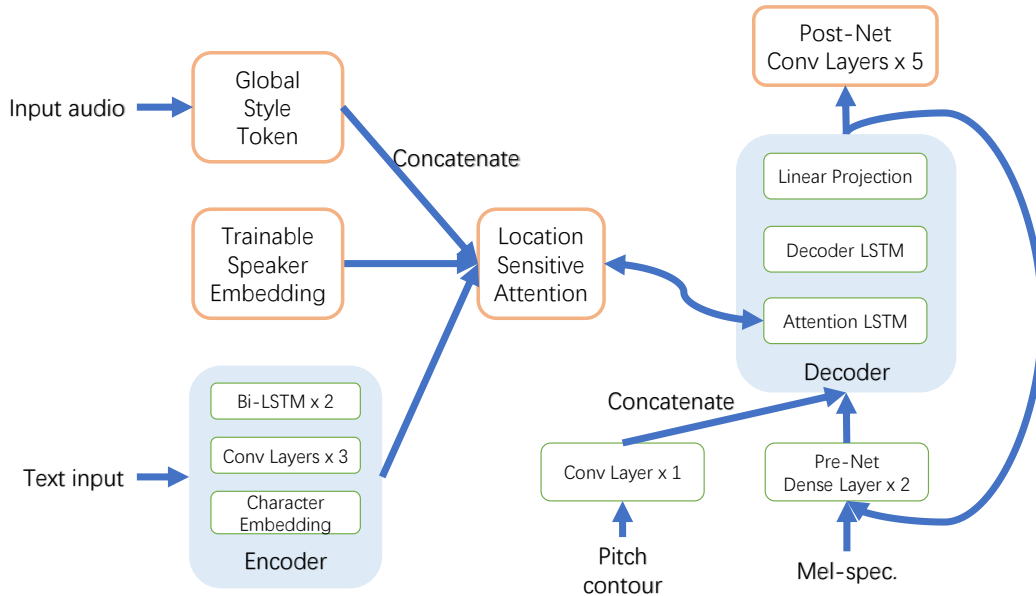 Input audio
Global
Style
Token
Concatenate
Trainable
Speaker
Embedding
Location
Sensitive
Attention
Text input
Bi-LSTM x 2
Conv Layers x 3
Character
Embedding
Encoder
Post-Net
Conv Layers x 5
Linear Projection
Decoder LSTM
Attention LSTM
Decoder
Concatenate
Conv Layer x 1
Pre-Net
Dense Layer x 2
Pitch
contour
Mel-spec.